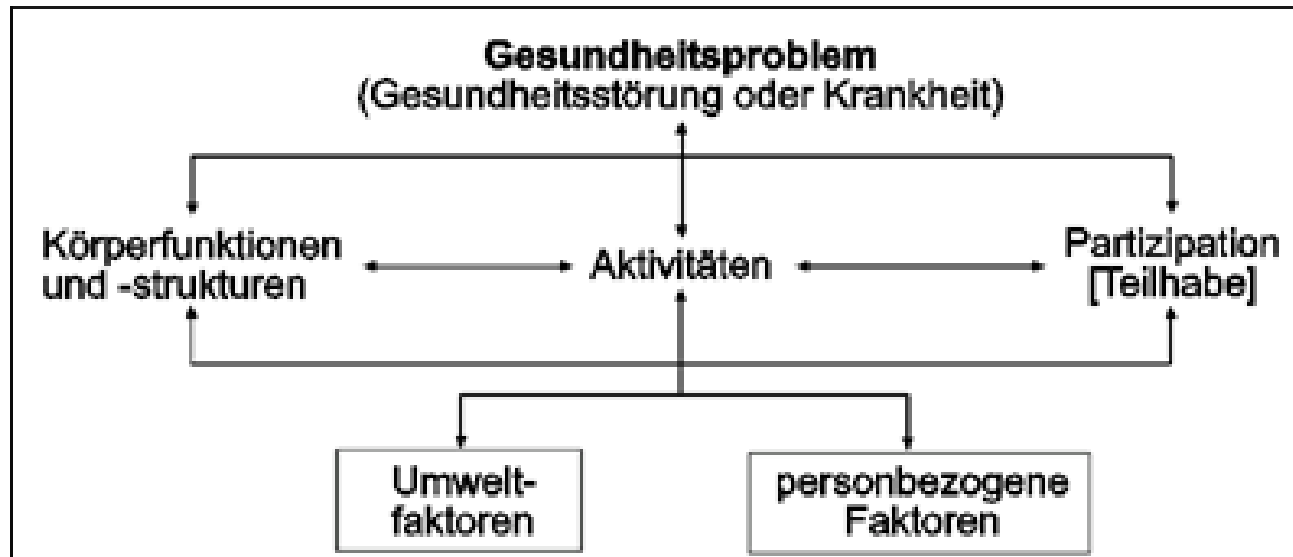 Gesundheitsproblem
(Gesundheitsstörung oder Krankheit)
Körperfunktionen
und -strukturen
Aktivitäten
Partizipation
[Teilhabe]
Umwelt-
faktoren
personbezogene
Faktoren